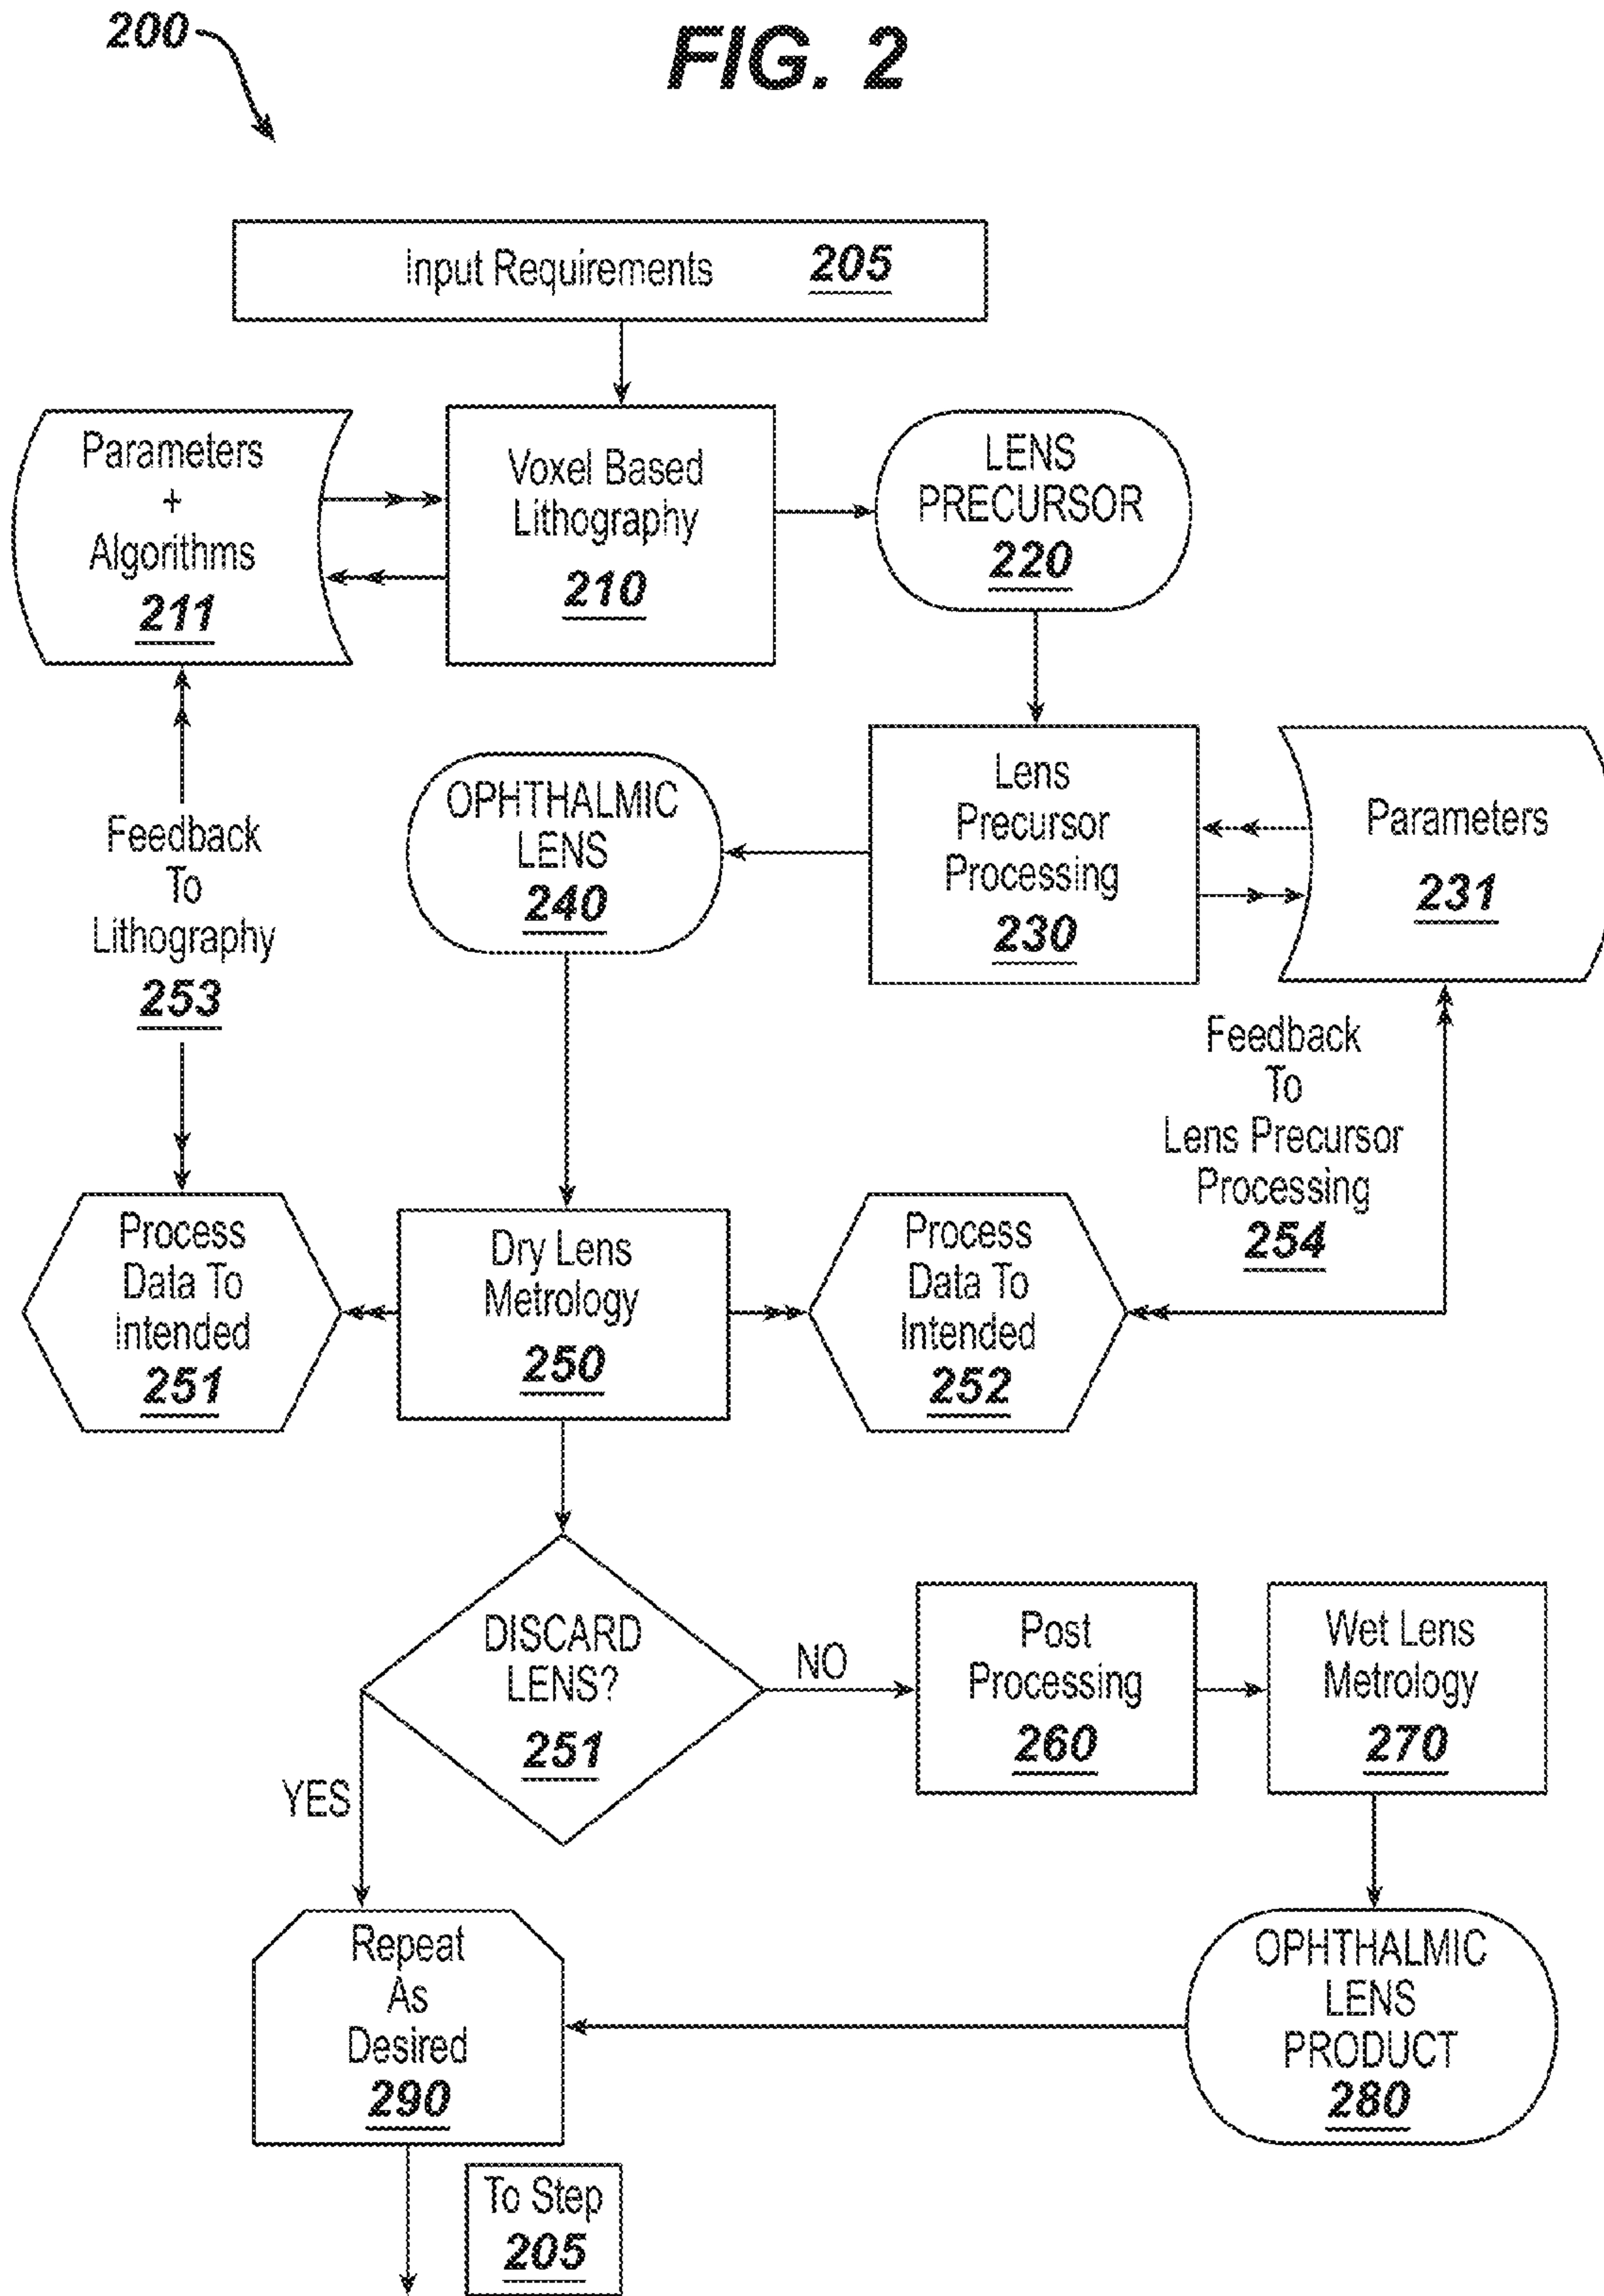 200
FIG. 2
Input Requirements 205
Parameters
+
Algorithms
211
Voxel Based
Lithography
210
LENS
PRECURSOR
220
Lens
Precursor
Processing
230
Parameters
231
OPHTHALMIC
LENS
240
Feedback
To
Lithography
253
Feedback
To
Lens Precursor
Processing
254
Process
Data To
Intended
251
Dry Lens
Metrology
250
Process
Data To
Intended
252
DISCARD
LENS?
251
NO
YES
Post
Processing
260
Wet Lens
Metrology
270
Repeat
As
Desired
290
OPHTHALMIC
LENS
PRODUCT
280
To Step
205